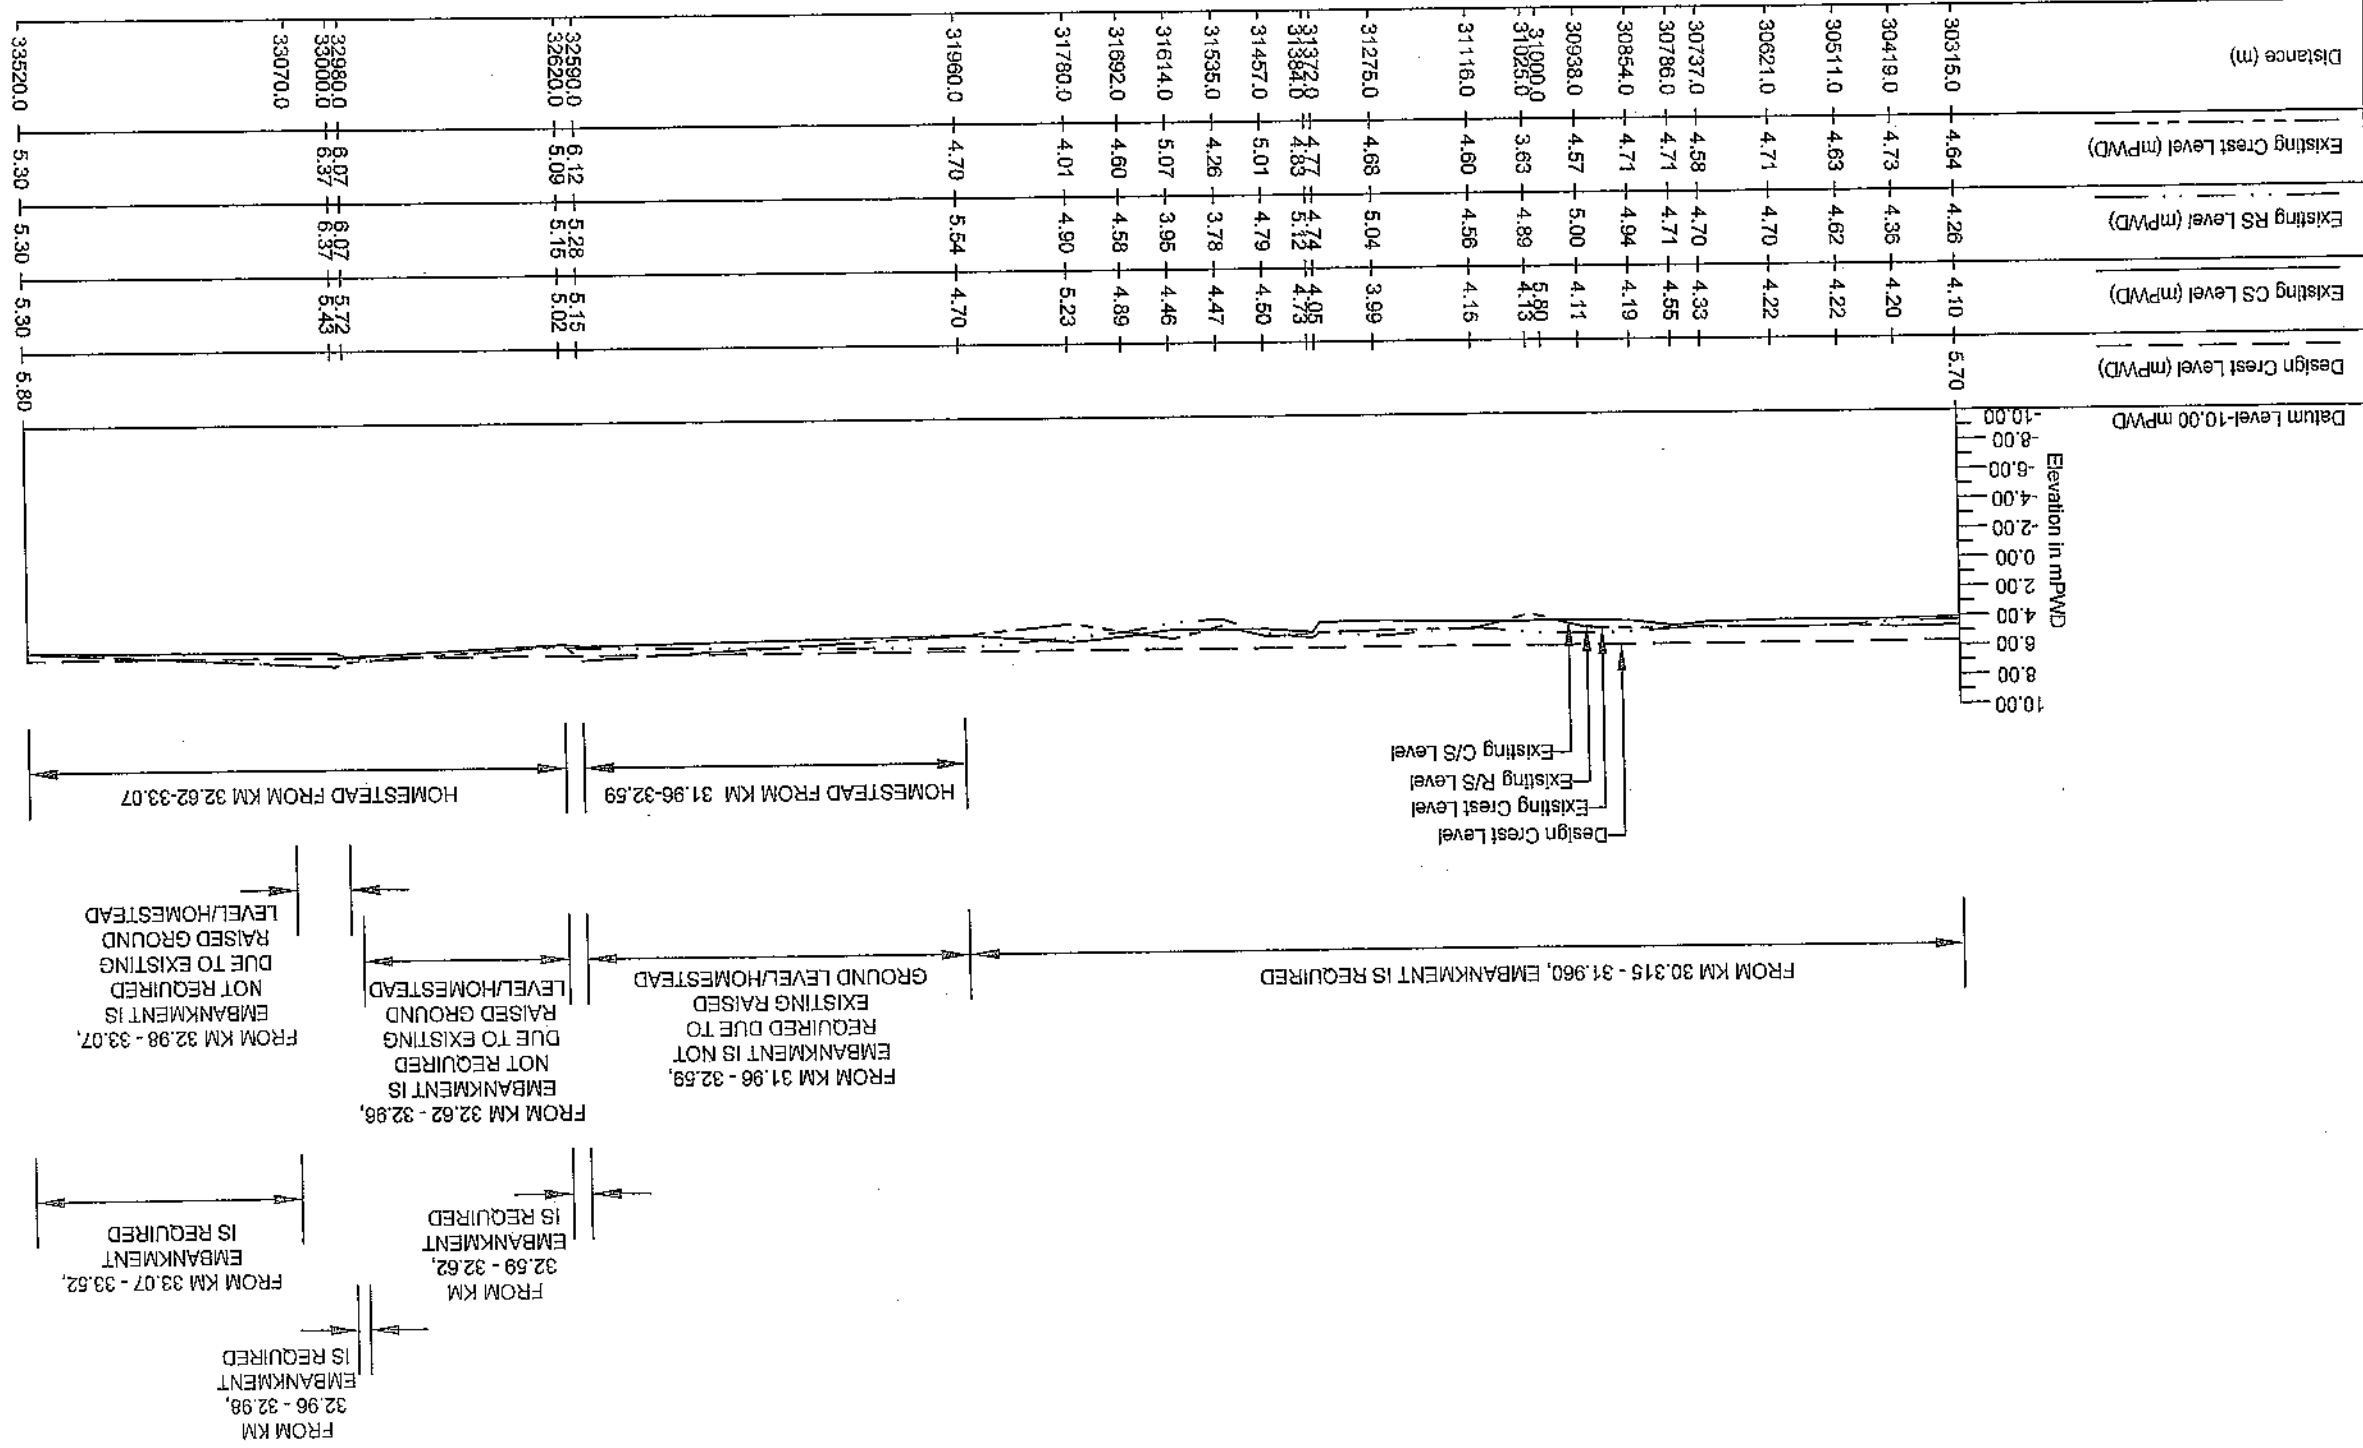 FROM KM
32.96 - 32.98,
EMBANKMENT
IS REQUIRED
FROM KM
32.59 - 32.62,
EMBANKMENT
IS REQUIRED
FROM KM 33.07 - 33.52,
EMBANKMENT
IS REQUIRED
FROM KM 30.315 - 31.960, EMBANKMENT IS REQUIRED
FROM KM 31.96 - 32.59,
EMBANKMENT IS NOT
REQUIRED DUE TO
EXISTING RAISED
GROUND LEVEL/HOMESTEAD
FROM KM 32.62 - 32.96,
EMBANKMENT IS
NOT REQUIRED
DUE TO EXISTING
RAISED GROUND
LEVEL/HOMESTEAD
FROM KM 32.98 - 33.07,
EMBANKMENT IS
NOT REQUIRED
DUE TO EXISTING
RAISED GROUND
LEVEL/HOMESTEAD
Design Crest Level
Existing Crest Level
Existing R/S Level
Existing C/S Level
HOMESTEAD FROM KM 31.96-32.59
HOMESTEAD FROM KM 32.62-33.07
Elevation in mPWD
10.00
8.00
6.00
4.00
2.00
0.00
-2.00
-4.00
-6.00
-8.00
-10.00
Datum Level-10.00 mPWD
Design Crest Level (mPWD) 5.70 5.80
Existing CS Level (mPWD) 4.10 4.20 4.22 4.22 4.33 4.55 4.19 4.11 5.80 4.13 4.15 3.99 4.05 4.73 4.50 4.47 4.46 4.89 5.23 4.70 5.15 5.02 5.72 5.43 5.30
Existing RS Level (mPWD) 4.26 4.36 4.62 4.70 4.70 4.71 4.94 5.00 4.89 4.56 5.04 4.74 5.12 4.79 3.78 3.95 4.58 4.90 5.54 5.28 5.15 6.07 6.37 5.30
Existing Crest Level (mPWD) 4.64 4.73 4.63 4.71 4.58 4.71 4.71 4.57 3.63 4.60 4.68 4.77 4.83 5.01 4.26 5.07 4.60 4.01 4.70 6.12 5.09 6.07 6.37 5.30
Distance (m) 30315.0 30419.0 30511.0 30621.0 30737.0 30786.0 30854.0 30938.0 31000.0 31025.0 31116.0 31275.0 31372.0 31384.0 31457.0 31535.0 31614.0 31692.0 31780.0 31960.0 32590.0 32620.0 32980.0 33000.0 33070.0 33520.0